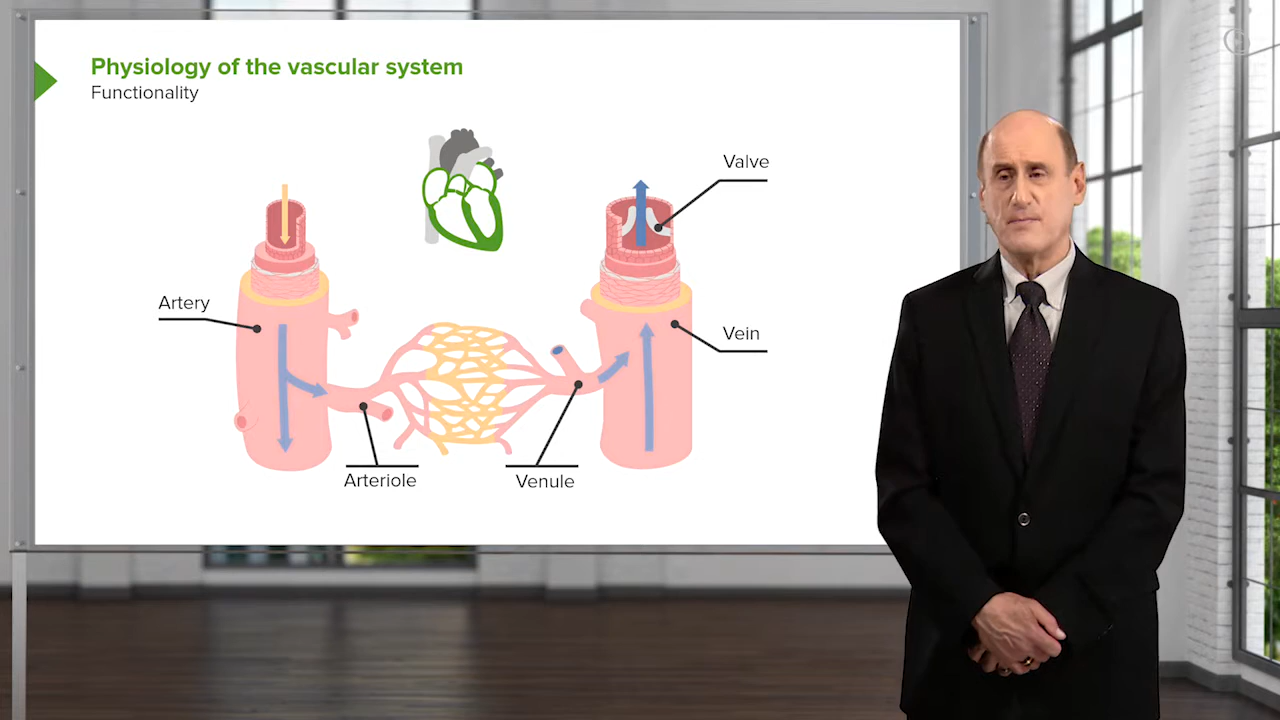 Physiology of the vascular system
Functionality
Valve
Artery
Vein
Arteriole
Venule